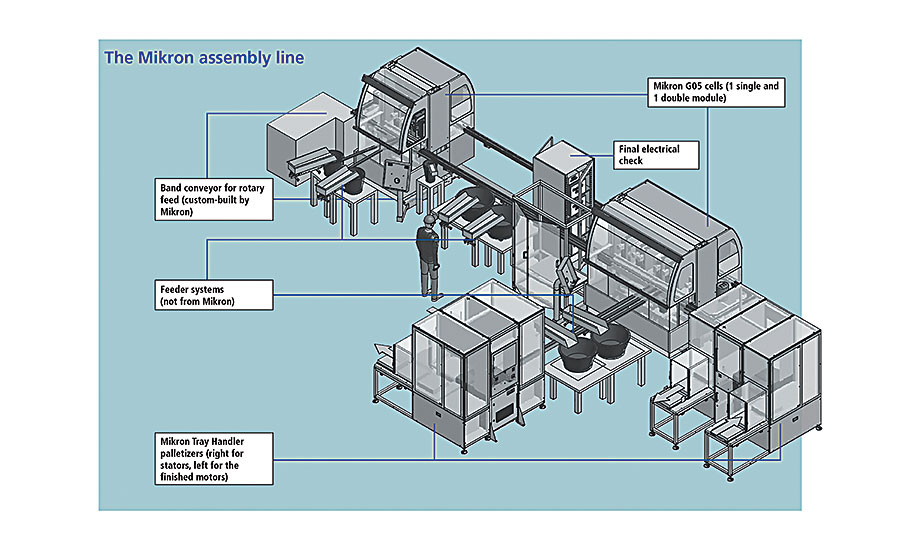 The Mikron assembly line
Mikron G05 cells (1 single and
1 double module)
Final electrical
check
Band conveyor for rotary
feed (custom-built by
Mikron)
Feeder systems
(not from Mikron)
Mikron Tray Handler
palletizers (right for
stators, left for the
finished motors)